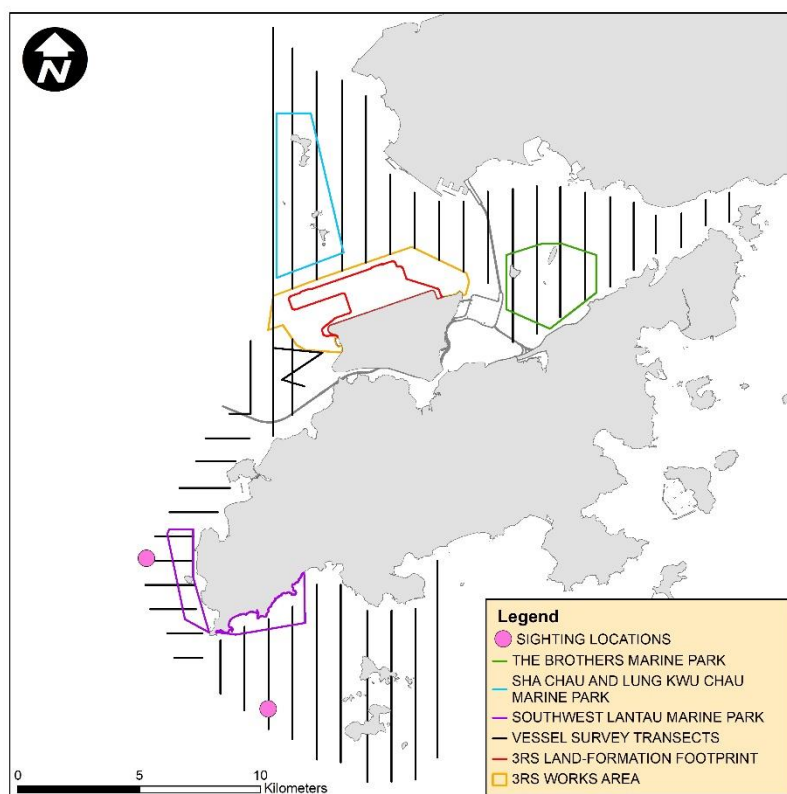 N
Legend
SIGHTING LOCATIONS
THE BROTHERS MARINE PARK
SHA CHAU AND LUNG KWU CHAU
MARINE PARK
SOUTHWEST LANTAU MARINE PARK
VESSEL SURVEY TRANSECTS
3RS LAND-FORMATION FOOTPRINT
3RS WORKS AREA
0 5 10
Kilometers